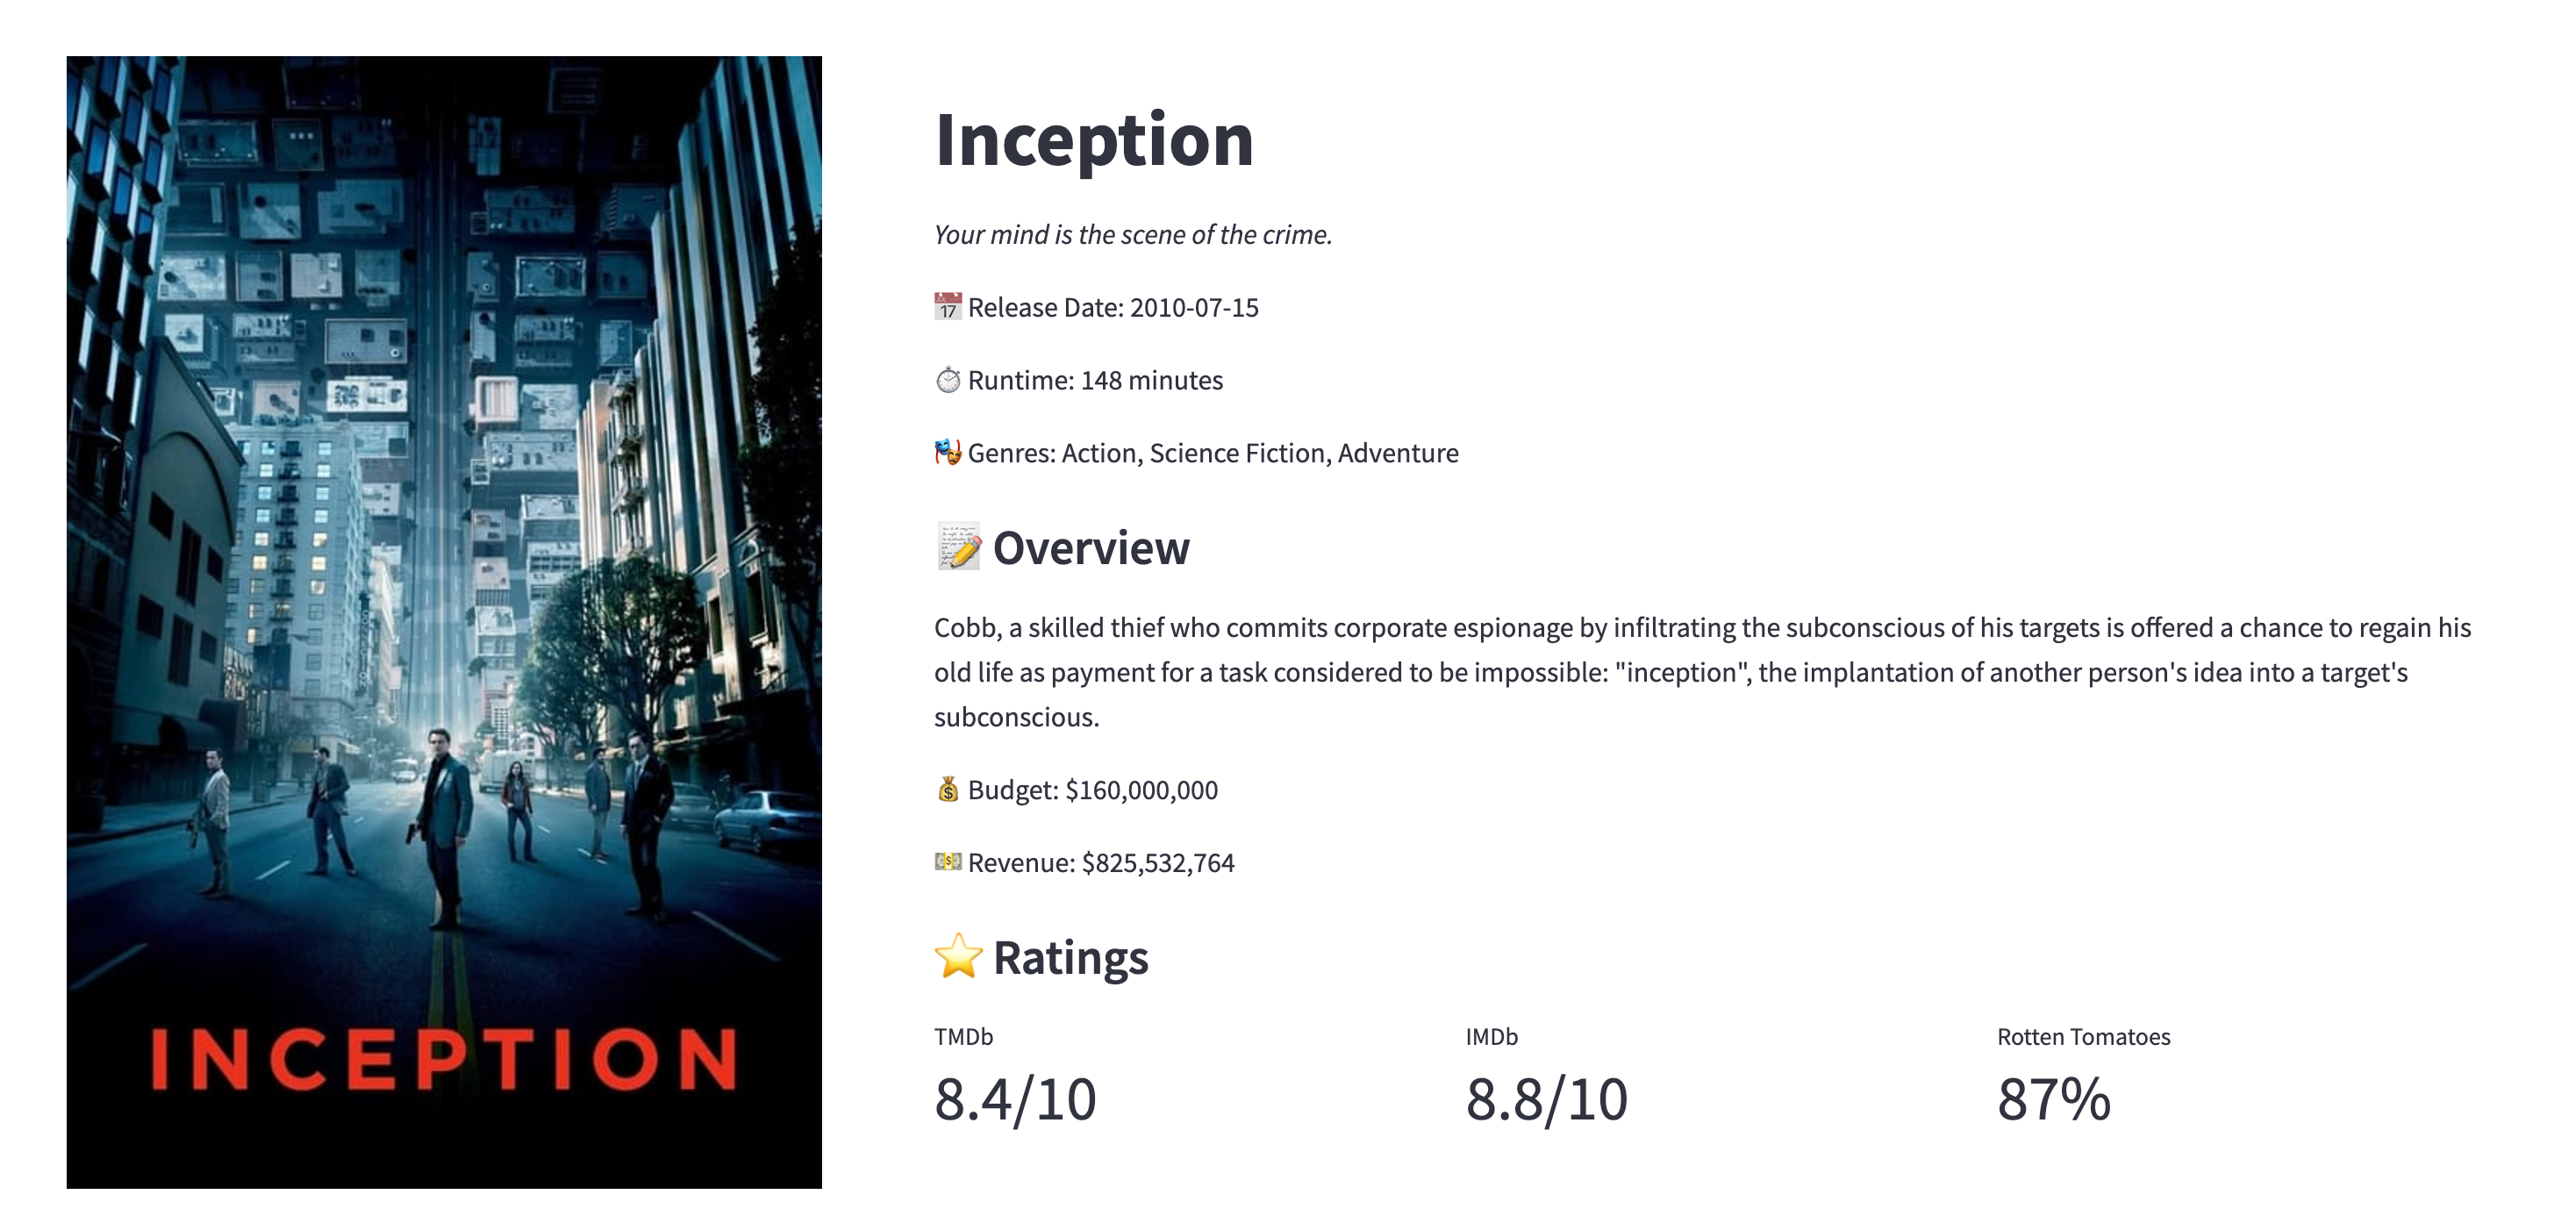 INCEPTION
Inception
Your mind is the scene of the crime.
JUL 17 Release Date: 2010-07-15
Runtime: 148 minutes
Genres: Action, Science Fiction, Adventure
Overview
Cobb, a skilled thief who commits corporate espionage by infiltrating the subconscious of his targets is offered a chance to regain his
old life as payment for a task considered to be impossible: "inception", the implantation of another person's idea into a target's
subconscious.
Budget: $160,000,000
Revenue: $825,532,764
Ratings
TMDb
8.4/10
IMDb
8.8/10
Rotten Tomatoes
87%